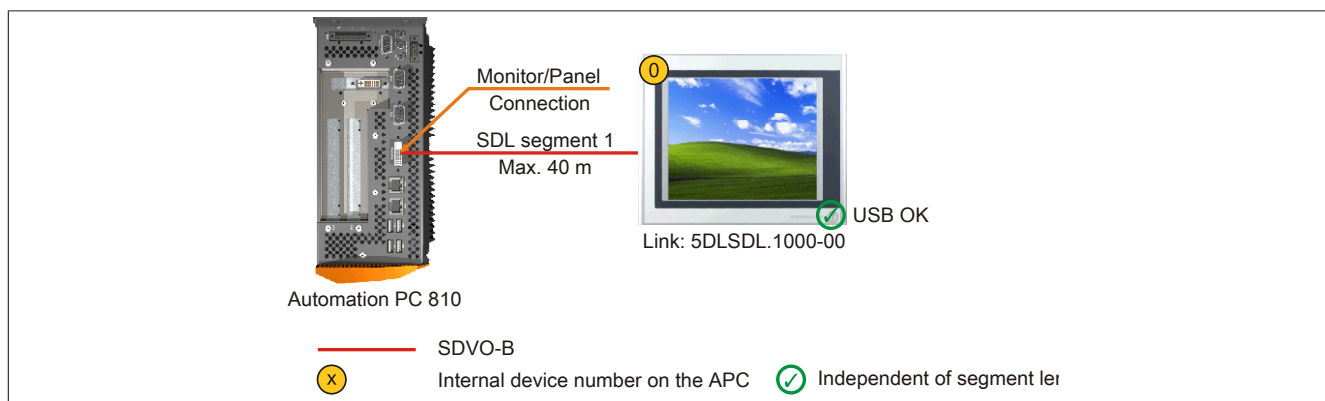 0
Monitor/Panel
Connection
SDL segment 1
Max. 40 m
USB OK
Link: 5DLSDL.1000-00
Automation PC 810
SDVO-B
x
Internal device number on the APC
Independent of segment